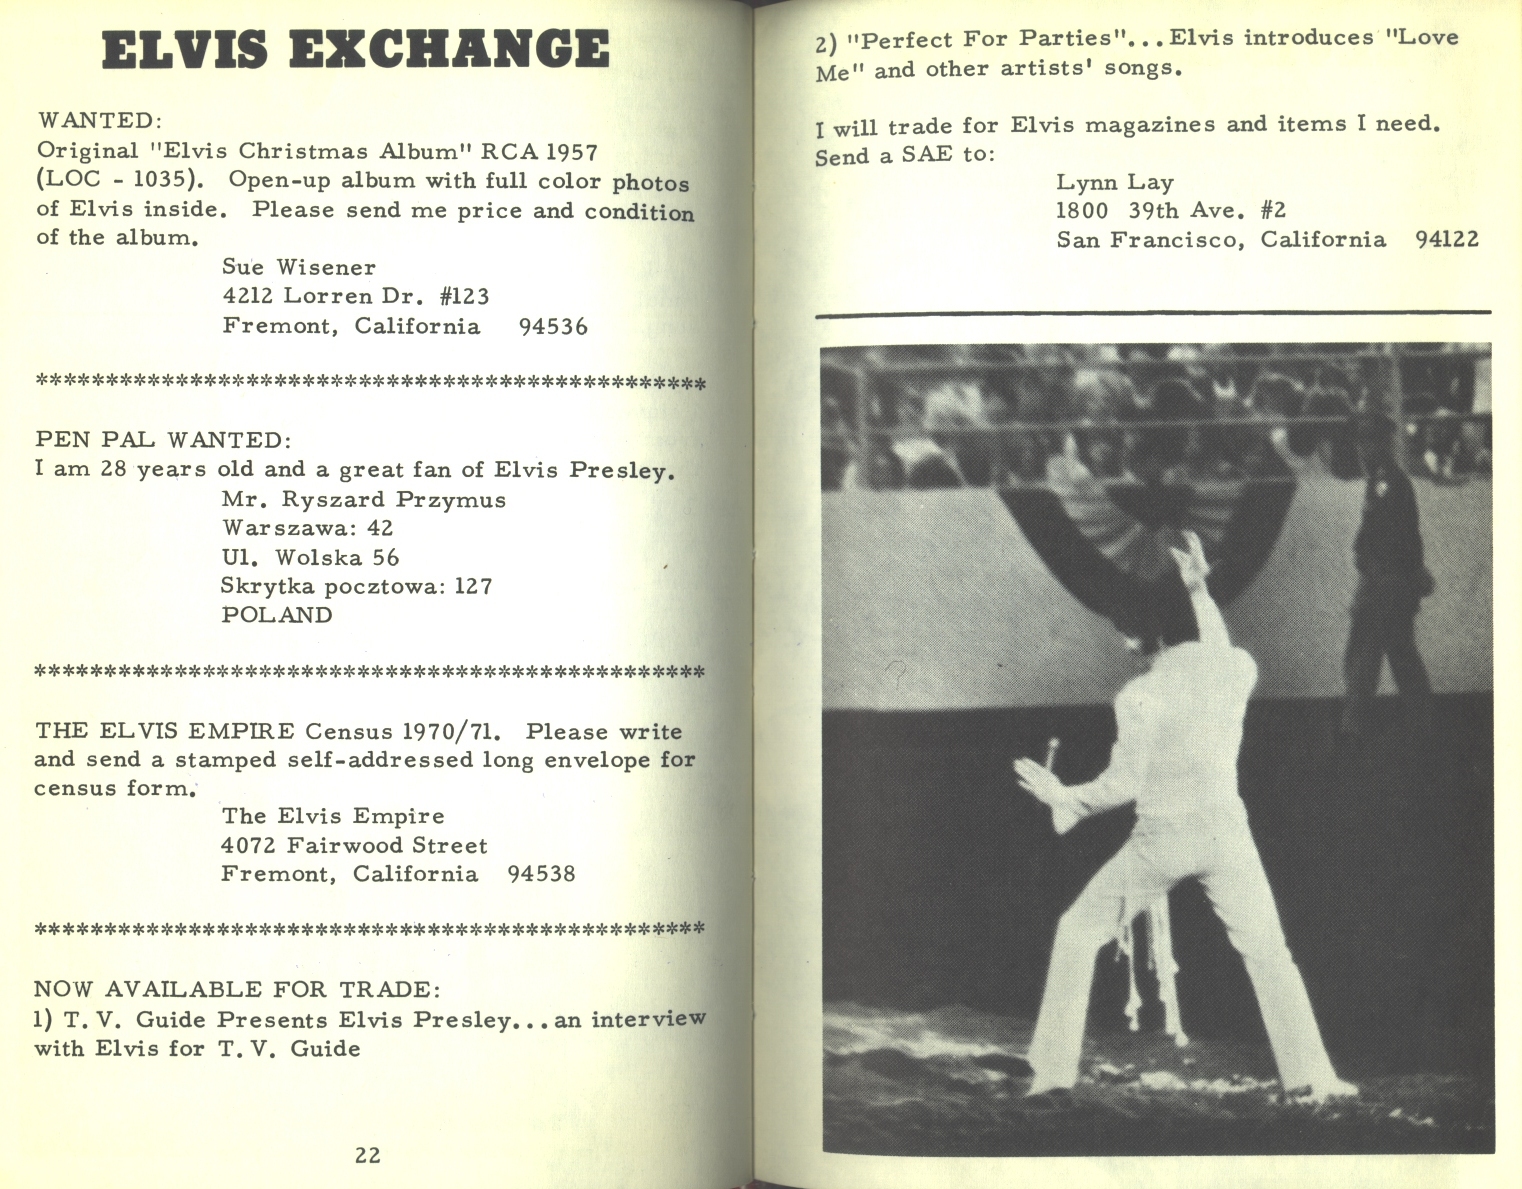 ELVIS EXCHANGE
WANTED:
Original "Elvis Christmas Album" RCA 1957
(LOC - 1035).  Open-up album with full color photos
of Elvis inside.  Please send me price and condition
of the album.
Sue Wisener
4212 Lorren Dr. #123
Fremont, California  94536
************************************************
PEN PAL WANTED:
I am 28 years old and a great fan of Elvis Presley.
Mr. Ryszard Przymus
Warszawa: 42
Ul. Wolska 56
Skrytka pocztowa: 127
POLAND
************************************************
THE ELVIS EMPIRE Census 1970/71.  Please write
and send a stamped self-addressed long envelope for
census form.
The Elvis Empire
4072 Fairwood Street
Fremont, California  94538
************************************************
NOW AVAILABLE FOR TRADE:
1) T. V. Guide Presents Elvis Presley...an interview
with Elvis for T. V. Guide
22
2) "Perfect For Parties"...Elvis introduces "Love
Me" and other artists' songs.
I will trade for Elvis magazines and items I need.
Send a SAE to:
Lynn Lay
1800  39th Ave. #2
San Francisco, California  94122